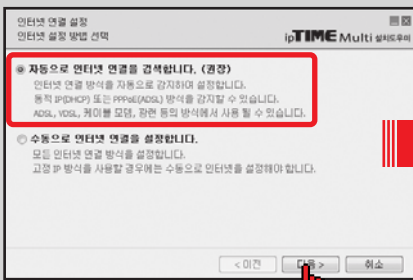 인터넷 연결 설정
인터넷 설정 방법 선택
ipTIME Multi 설치도우미
자동으로 인터넷 연결을 검색합니다. (권장)
인터넷 연결 방식을 자동으로 감지하여 설정합니다.
동적 IP(DHCP) 또는 PPPoE(ADSL) 방식을 감지할 수 있습니다.
ADSL, VDSL, 케이블 모뎀, 광랜 등의 방식에서 사용 될 수 있습니다.
수동으로 인터넷 연결을 설정합니다.
모든 인터넷 연결 방식을 설정합니다.
고정 IP 방식을 사용할 경우에는 수동으로 인터넷을 설정해야 합니다.
< 이전 다음 > 취소